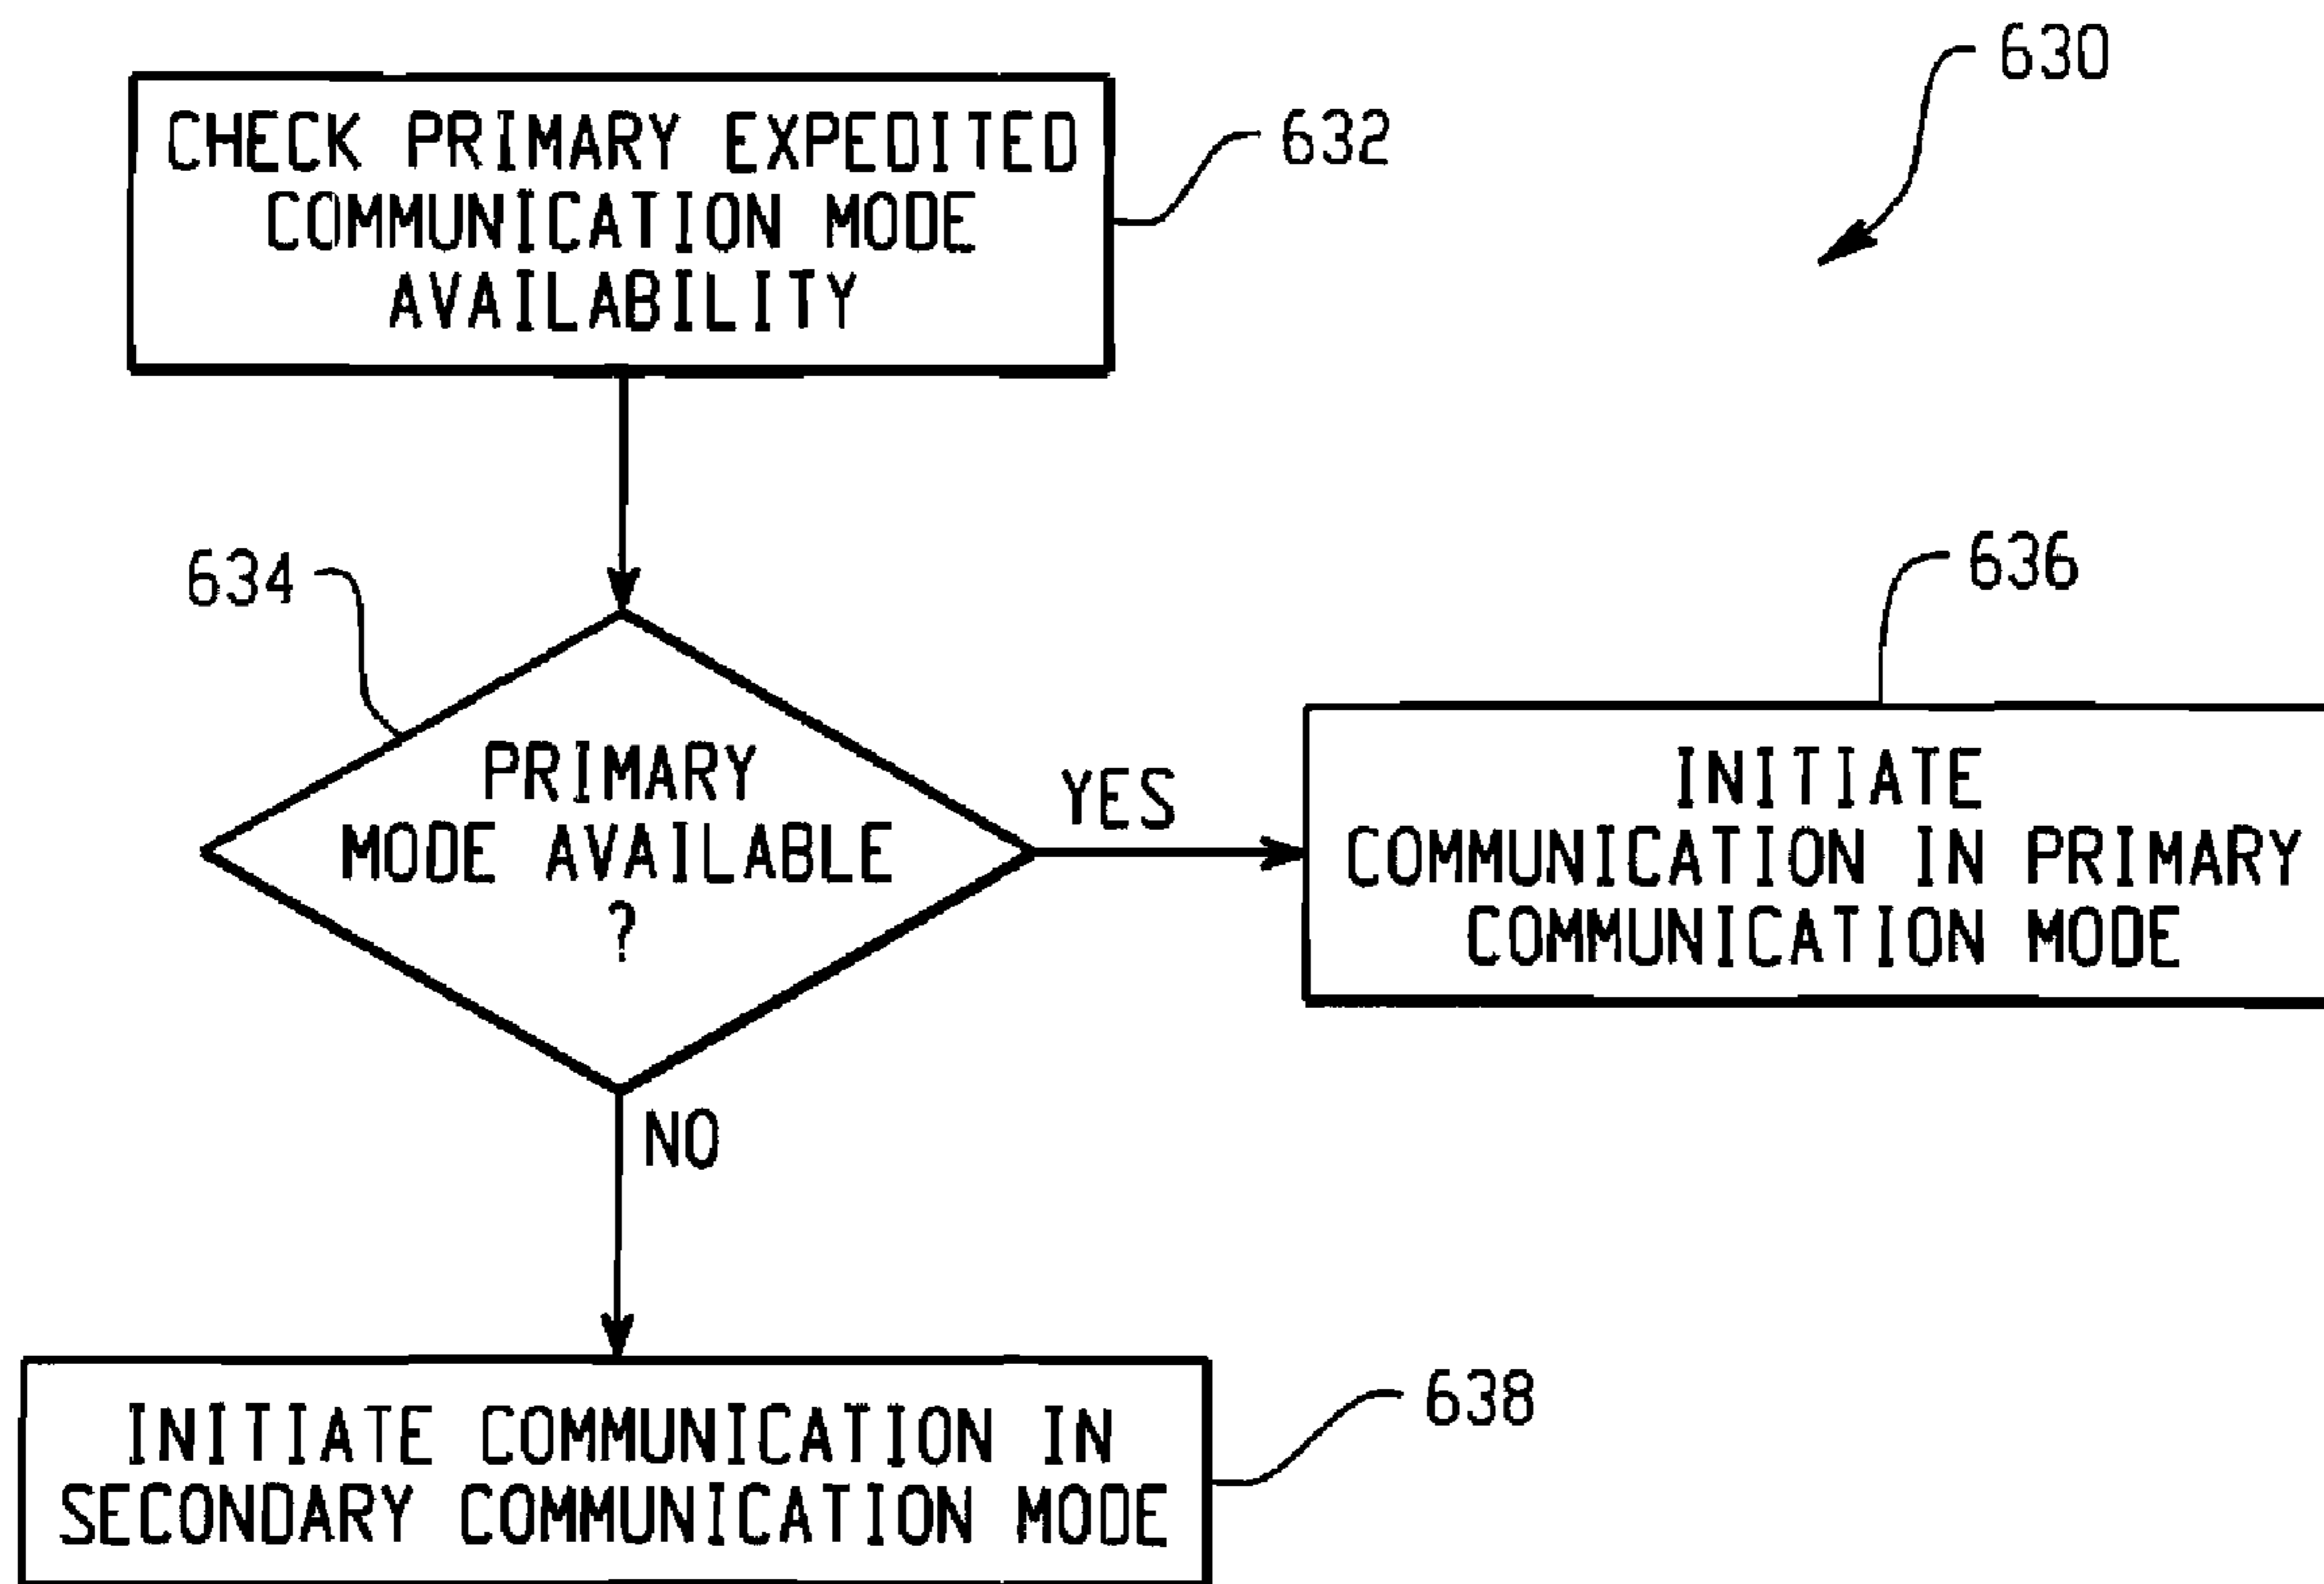 630
CHECK PRIMARY EXPEDITED
COMMUNICATION MODE
AVAILABILITY
632
634
PRIMARY
MODE AVAILABLE
?
YES
636
INITIATE
COMMUNICATION IN PRIMARY
COMMUNICATION MODE
NO
INITIATE COMMUNICATION IN
SECONDARY COMMUNICATION MODE
638